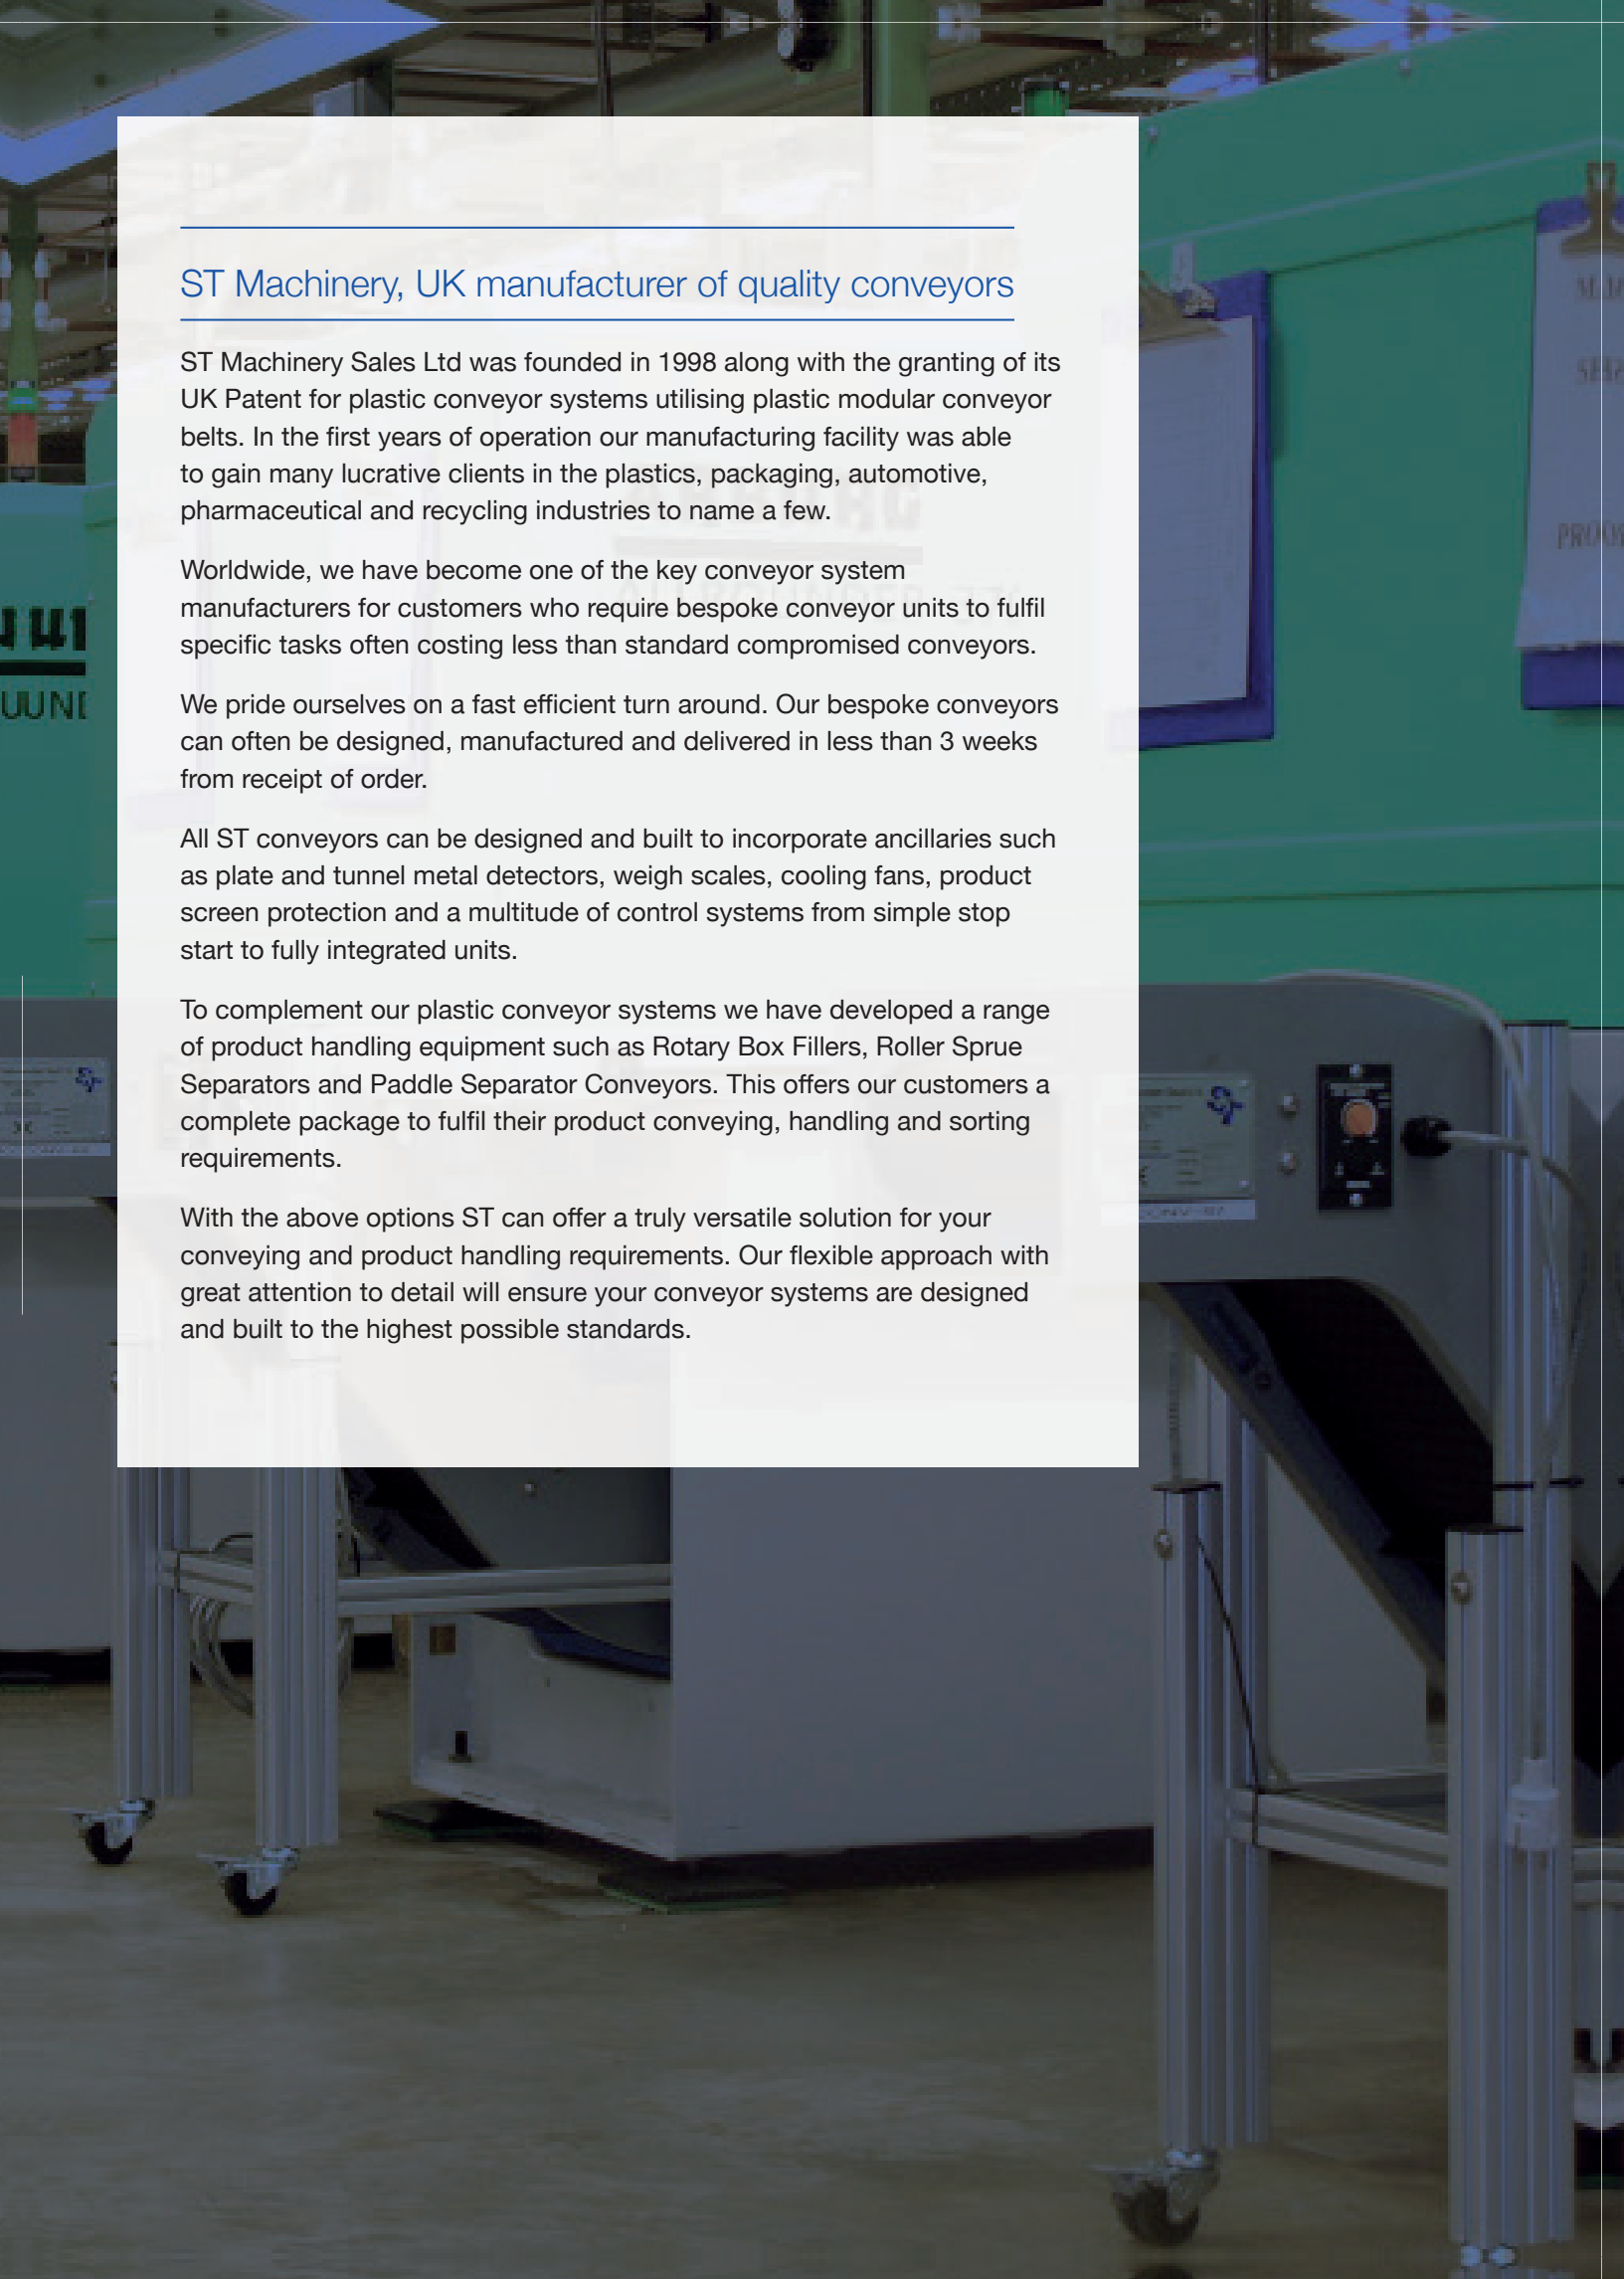 ST Machinery, UK manufacturer of quality conveyors
ST Machinery Sales Ltd was founded in 1998 along with the granting of its
UK Patent for plastic conveyor systems utilising plastic modular conveyor
belts. In the first years of operation our manufacturing facility was able
to gain many lucrative clients in the plastics, packaging, automotive,
pharmaceutical and recycling industries to name a few.
Worldwide, we have become one of the key conveyor system
manufacturers for customers who require bespoke conveyor units to fulfil
specific tasks often costing less than standard compromised conveyors.
We pride ourselves on a fast efficient turn around. Our bespoke conveyors
can often be designed, manufactured and delivered in less than 3 weeks
from receipt of order.
All ST conveyors can be designed and built to incorporate ancillaries such
as plate and tunnel metal detectors, weigh scales, cooling fans, product
screen protection and a multitude of control systems from simple stop
start to fully integrated units.
To complement our plastic conveyor systems we have developed a range
of product handling equipment such as Rotary Box Fillers, Roller Sprue
Separators and Paddle Separator Conveyors. This offers our customers a
complete package to fulfil their product conveying, handling and sorting
requirements.
With the above options ST can offer a truly versatile solution for your
conveying and product handling requirements. Our flexible approach with
great attention to detail will ensure your conveyor systems are designed
and built to the highest possible standards.